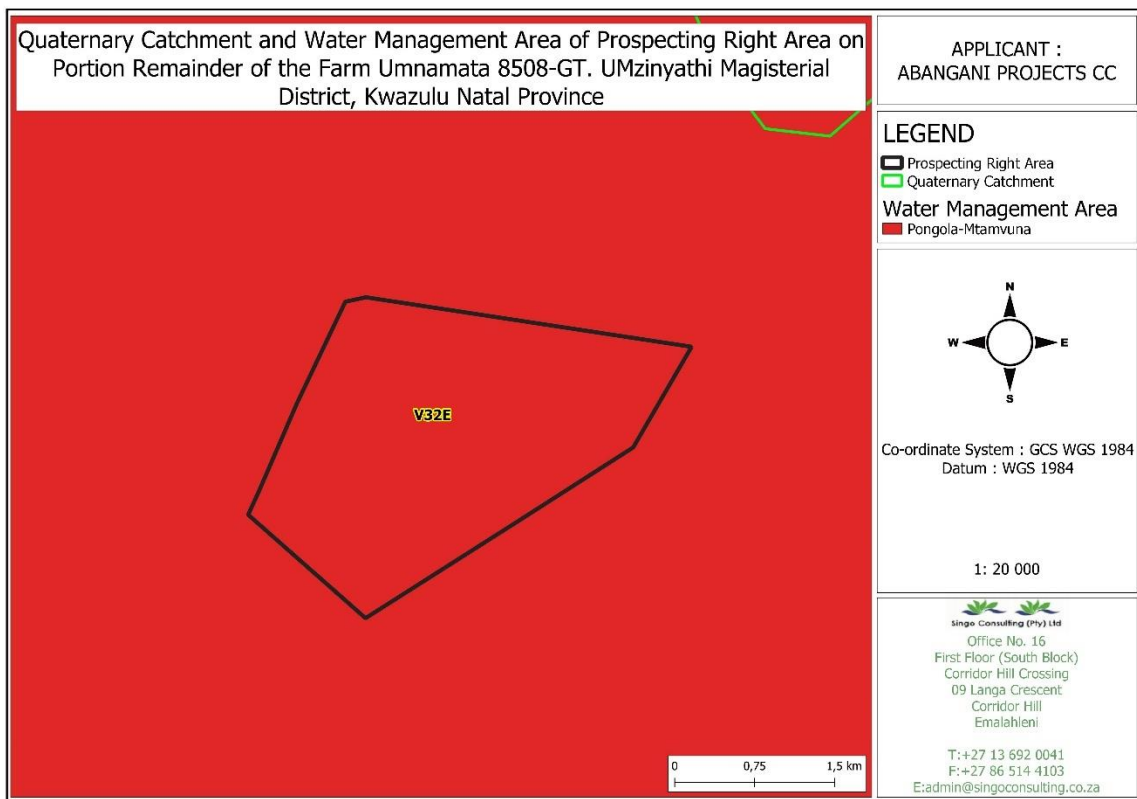 Quaternary Catchment and Water Management Area of Prospecting Right Area on
Portion Remainder of the Farm Umnamata 8508-GT. UMzinyathi Magisterial
District, Kwazulu Natal Province
V32E
0 0,75 1,5 km
APPLICANT :
ABANGANI PROJECTS CC
LEGEND
Prospecting Right Area
Quaternary Catchment
Water Management Area
Pongola-Mtamvuna
N
W E
S
Co-ordinate System : GCS WGS 1984
Datum : WGS 1984
1: 20 000
Singo Consulting (Pty) Ltd
Office No. 16
First Floor (South Block)
Corridor Hill Crossing
09 Langa Crescent
Corridor Hill
Emalahleni
T:+27 13 692 0041
F:+27 86 514 4103
E:admin@singoconsulting.co.za